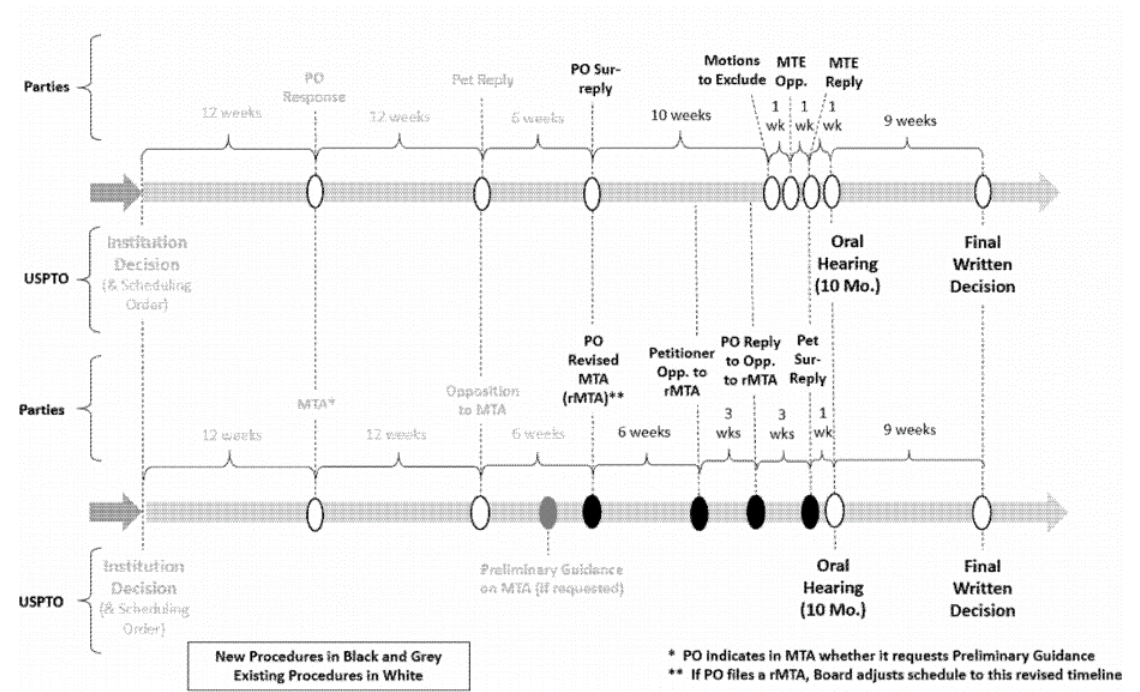 Parties
PO
Response
12 weeks
Pet Reply
12 weeks
PO Sur-
reply
6 weeks
Motions
to Exclude
10 weeks
MTE
Opp.
MTE
Reply
1
wk
1
wk
1
wk
9 weeks
USPTO
Institution
Decision
(& Scheduling
Order)
Oral
Hearing
(10 Mo.)
Final
Written
Decision
Parties
MTA*
12 weeks
Opposition
to MTA
12 weeks
PO
Revised
MTA
(rMTA)**
6 weeks
Petitioner
Opp. to
rMTA
6 weeks
PO Reply
to Opp.
to rMTA
3
wks
Pet
Sur-
Reply
3
wks
1
wk
9 weeks
USPTO
Institution
Decision
(& Scheduling
Order)
Preliminary Guidance
on MTA (if requested)
Oral
Hearing
(10 Mo.)
Final
Written
Decision
New Procedures in Black and Grey
Existing Procedures in White
* PO indicates in MTA whether it requests Preliminary Guidance
** If PO files a rMTA, Board adjusts schedule to this revised timeline